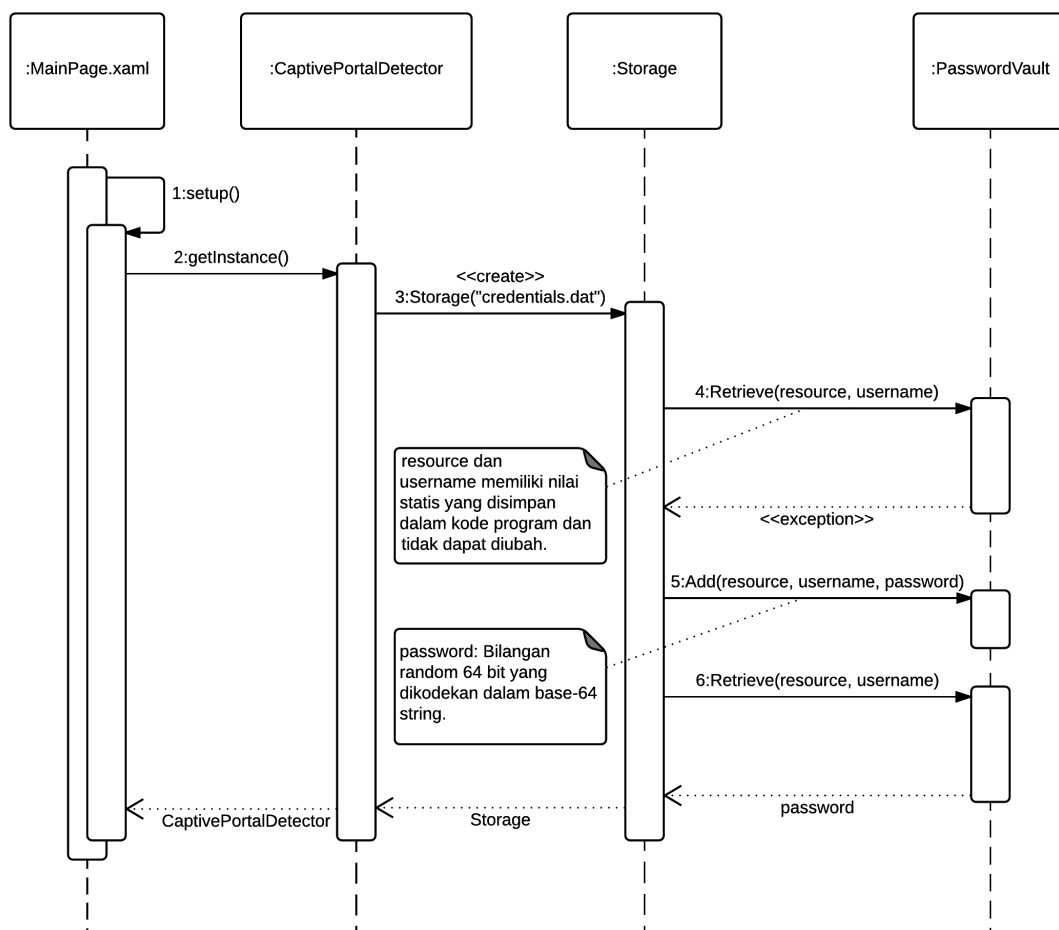 :MainPage.xaml
:CaptivePortalDetector
:Storage
:PasswordVault
1:setup()
2:getInstance()
<<create>>
3:Storage("credentials.dat")
4:Retrieve(resource, username)
resource dan
username memiliki nilai
statis yang disimpan
dalam kode program dan
tidak dapat diubah.
<<exception>>
5:Add(resource, username, password)
password: Bilangan
random 64 bit yang
dikodekan dalam base-64
string.
6:Retrieve(resource, username)
password
Storage
CaptivePortalDetector